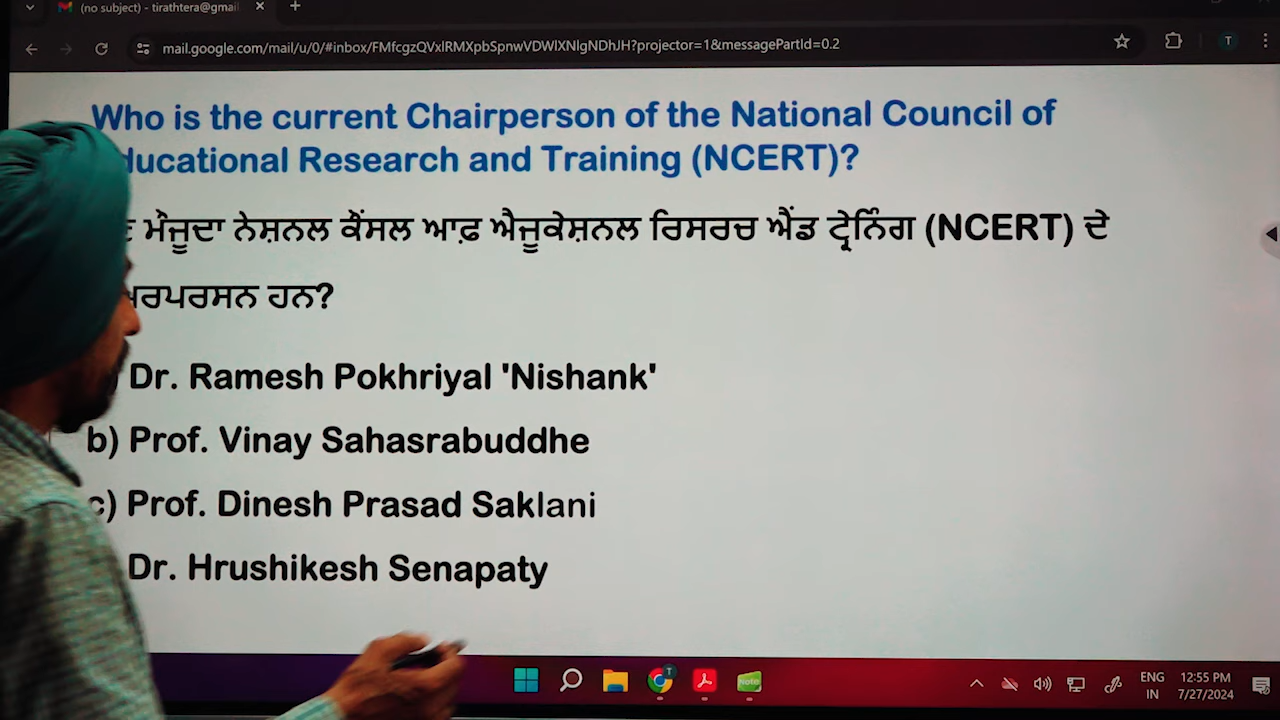 (no subject) - tirathtera@gmai
mail.google.com/mail/u/0/#inbox/FMfcgzQVxlRMXpbSpnwVDWlXNlgNDhJH?projector=1&messagePartId=0.2
T
Who is the current Chairperson of the National Council of
ducational Research and Training (NCERT)?
ਮੌਜੂਦਾ ਨੇਸ਼ਨਲ ਕੌਂਸਲ ਆਫ਼ ਐਜੂਕੇਸ਼ਨਲ ਰਿਸਰਚ ਐਂਡ ਟ੍ਰੇਨਿੰਗ (NCERT) ਦੇ
ਰਪਰਸਨ ਹਨ?
) Dr. Ramesh Pokhriyal 'Nishank'
b) Prof. Vinay Sahasrabuddhe
c) Prof. Dinesh Prasad Saklani
Dr. Hrushikesh Senapaty
T
Note
ENG
IN
12:55 PM
7/27/2024